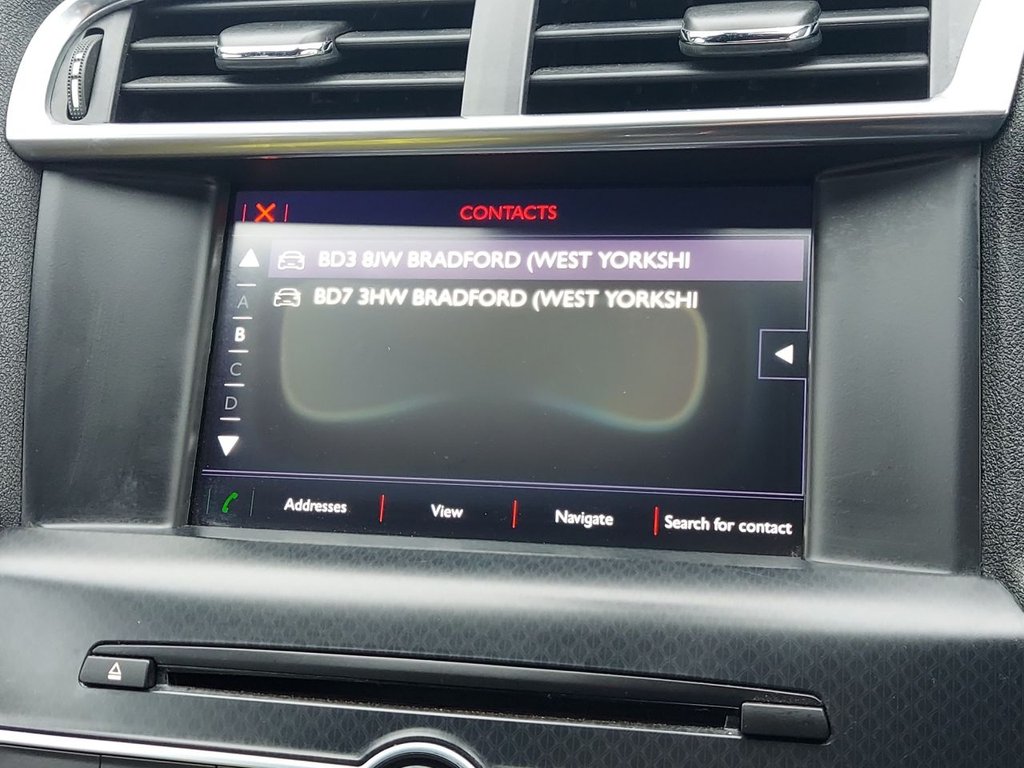 CONTACTS
BD3 8JW BRADFORD (WEST YORKSHI
BD7 3HW BRADFORD (WEST YORKSHI
A
B
C
D
Addresses View Navigate Search for contact